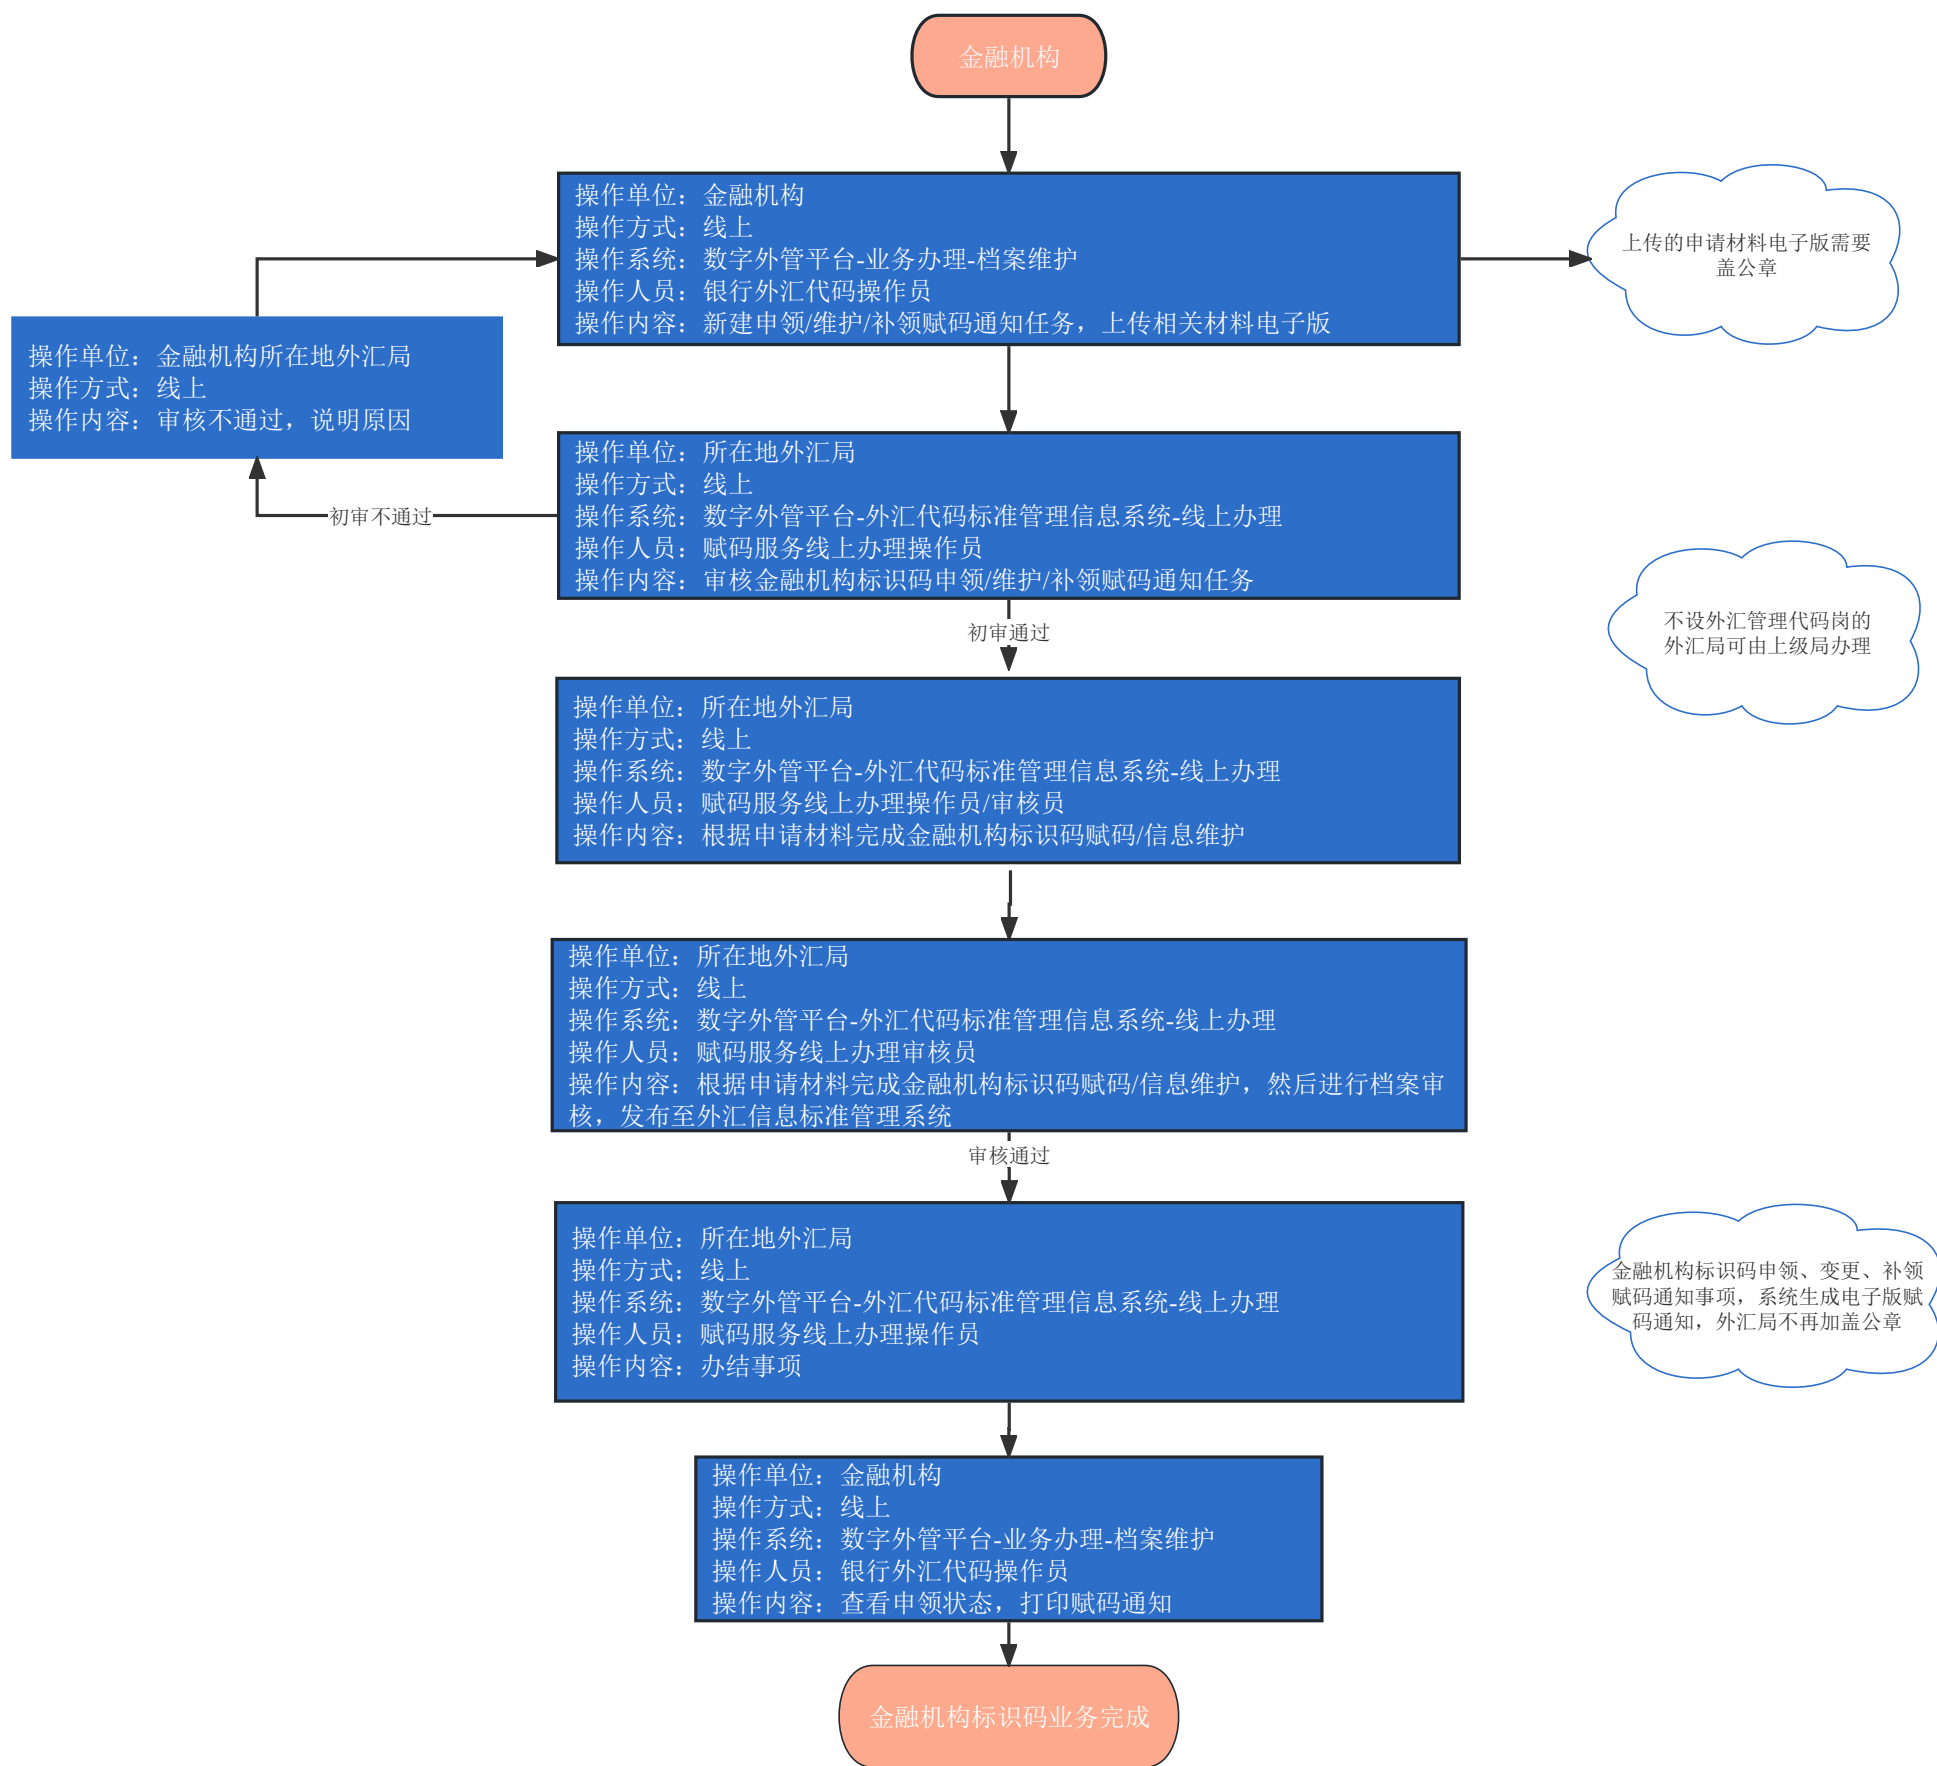 金融机构
操作单位：金融机构
操作方式：线上
操作系统：数字外管平台-业务办理-档案维护
操作人员：银行外汇代码操作员
操作内容：新建申领/维护/补领赋码通知任务，上传相关材料电子版
上传的申请材料电子版需要
盖公章
操作单位：金融机构所在地外汇局
操作方式：线上
操作内容：审核不通过，说明原因
操作单位：所在地外汇局
操作方式：线上
操作系统：数字外管平台-外汇代码标准管理信息系统-线上办理
操作人员：赋码服务线上办理操作员
操作内容：审核金融机构标识码申领/维护/补领赋码通知任务
初审不通过
初审通过
不设外汇管理代码岗的
外汇局可由上级局办理
操作单位：所在地外汇局
操作方式：线上
操作系统：数字外管平台-外汇代码标准管理信息系统-线上办理
操作人员：赋码服务线上办理操作员/审核员
操作内容：根据申请材料完成金融机构标识码赋码/信息维护
操作单位：所在地外汇局
操作方式：线上
操作系统：数字外管平台-外汇代码标准管理信息系统-线上办理
操作人员：赋码服务线上办理审核员
操作内容：根据申请材料完成金融机构标识码赋码/信息维护，然后进行档案审
核，发布至外汇信息标准管理系统
审核通过
操作单位：所在地外汇局
操作方式：线上
操作系统：数字外管平台-外汇代码标准管理信息系统-线上办理
操作人员：赋码服务线上办理操作员
操作内容：办结事项
金融机构标识码申领、变更、补领
赋码通知事项，系统生成电子版赋
码通知，外汇局不再加盖公章
操作单位：金融机构
操作方式：线上
操作系统：数字外管平台-业务办理-档案维护
操作人员：银行外汇代码操作员
操作内容：查看申领状态，打印赋码通知
金融机构标识码业务完成